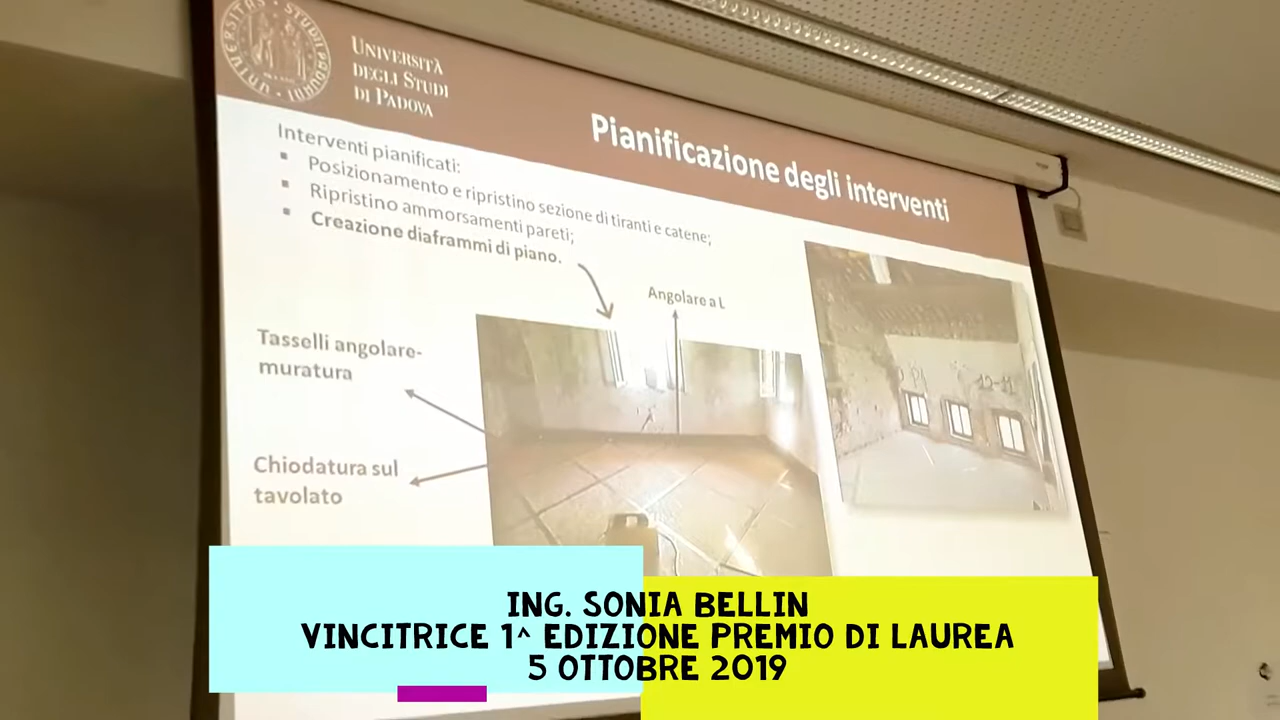 UNIVERSITÀ
DEGLI STUDI
DI PADOVA
Pianificazione degli interventi
Interventi pianificati:
▪ Posizionamento e ripristino sezione di tiranti e catene;
▪ Ripristino ammorsamenti pareti;
▪ Creazione diaframmi di piano.
Angolare a L
Tasselli angolare-
muratura
Chiodatura sul
tavolato
ING. SONIA BELLIN
VINCITRICE 1^ EDIZIONE PREMIO DI LAUREA
5 OTTOBRE 2019